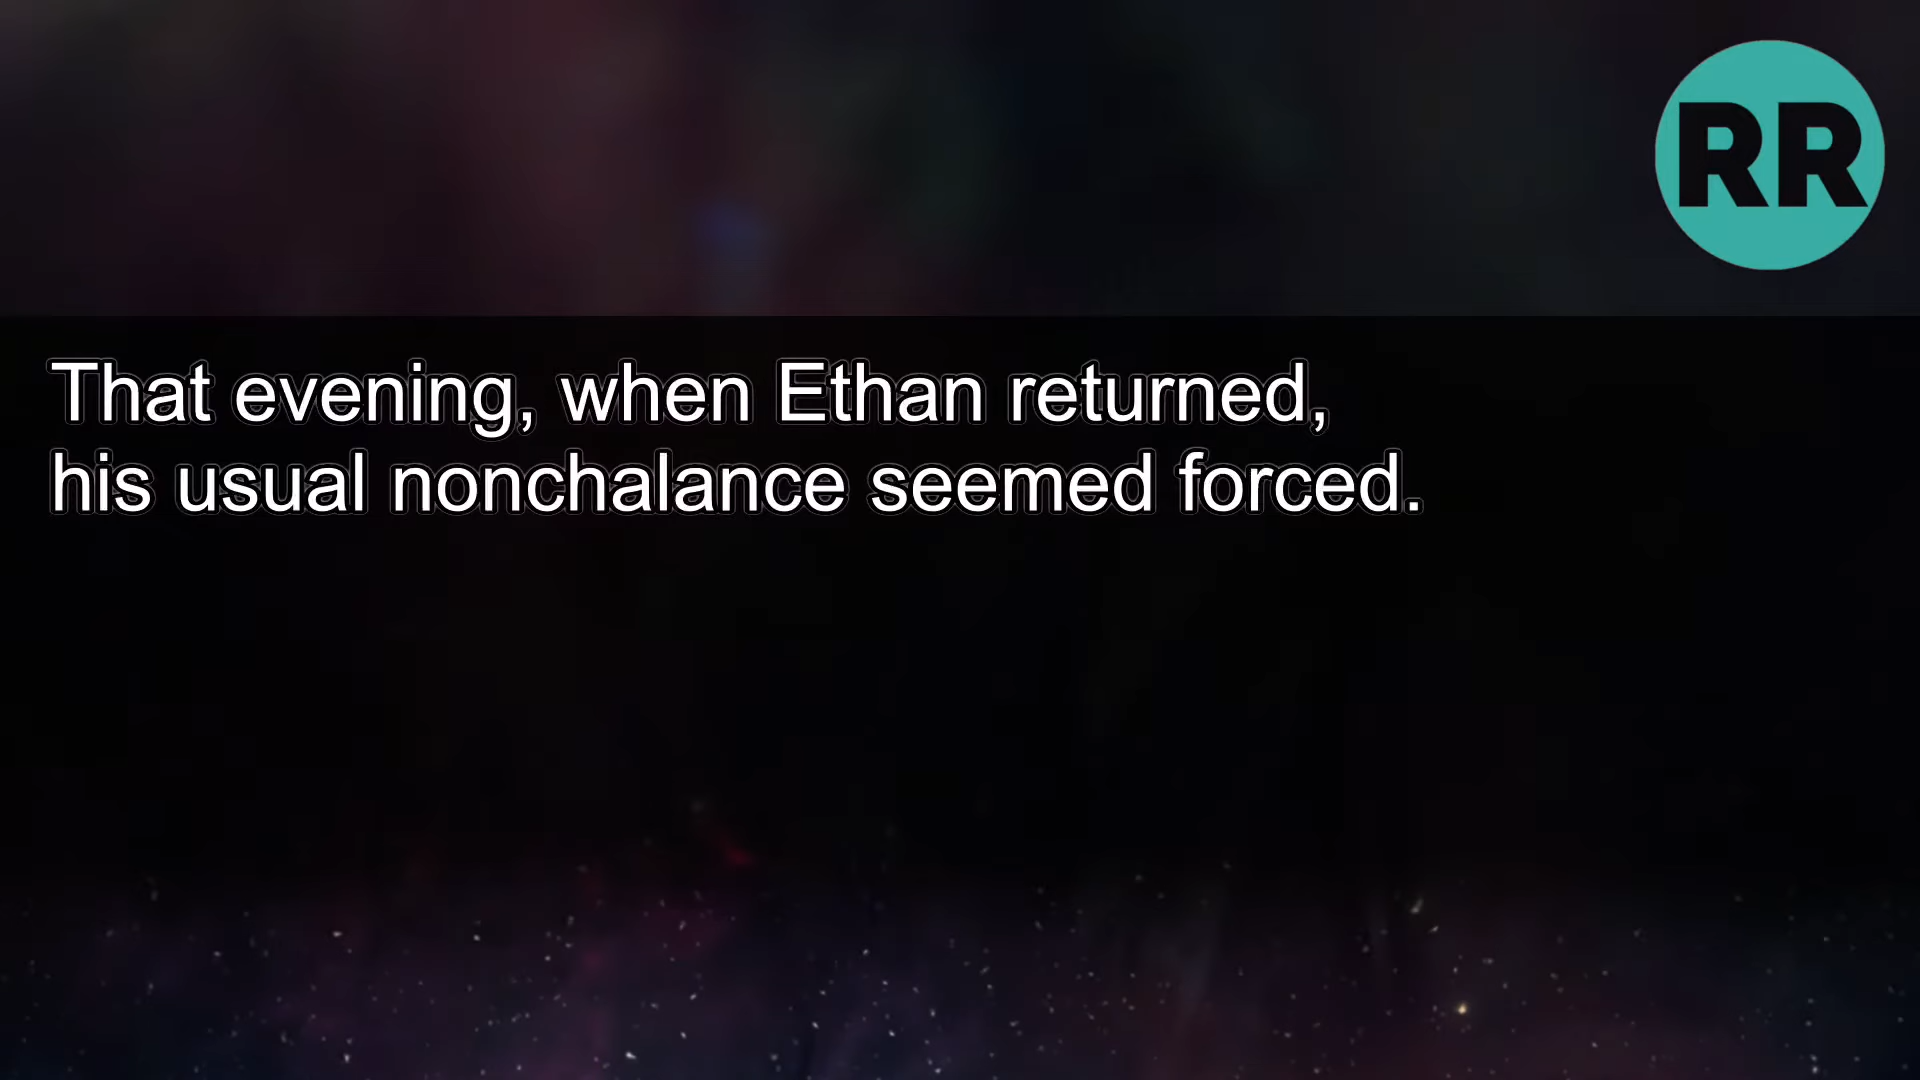 RR
That evening, when Ethan returned,
his usual nonchalance seemed forced.